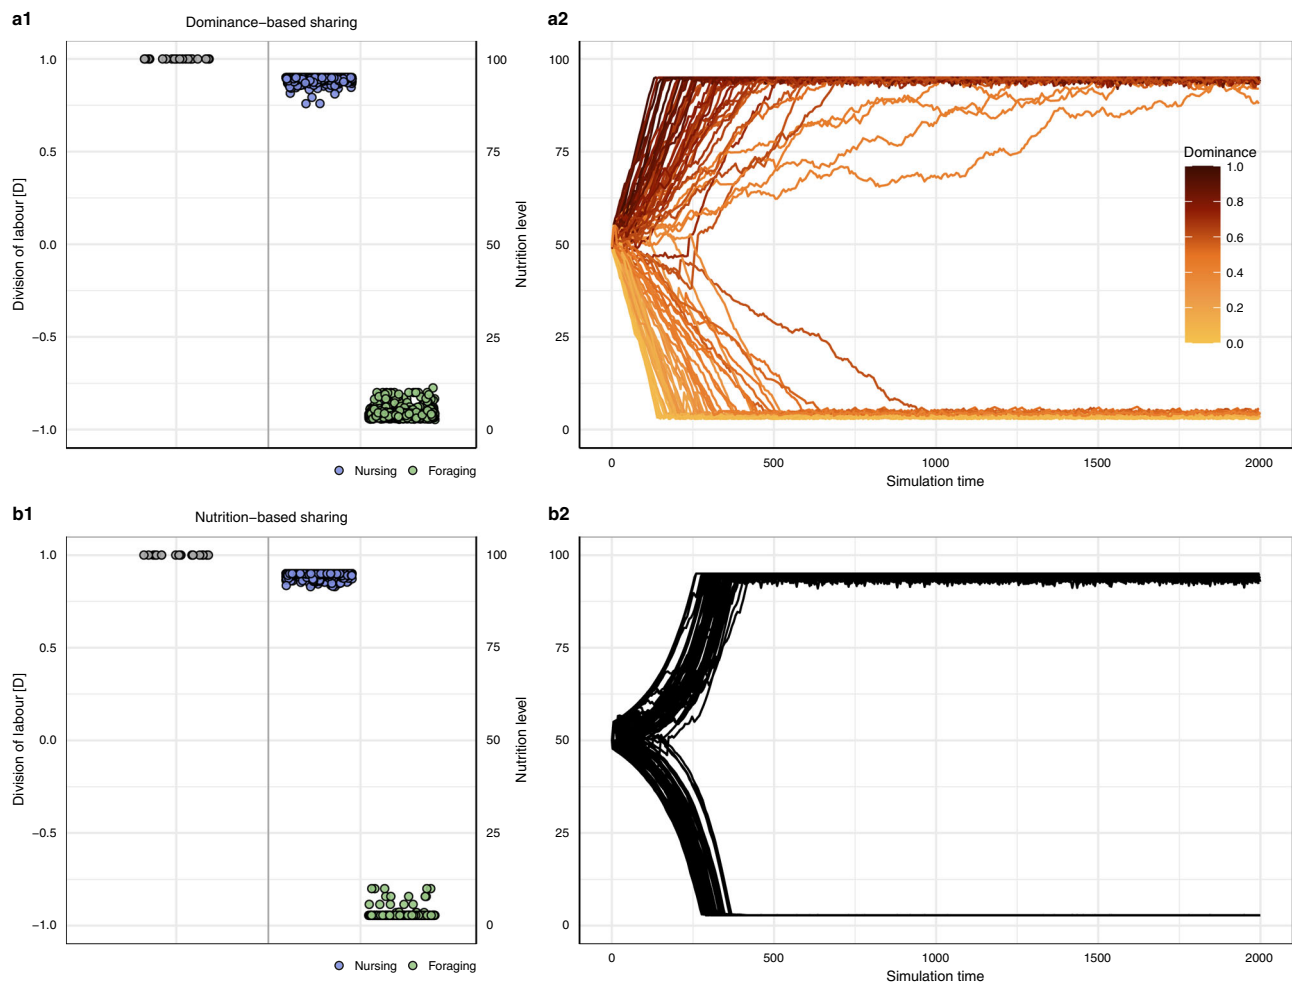 a1
Dominance−based sharing
Division of labour [D]
1.0
0.5
0.0
−0.5
−1.0
100
75
50
25
0
Nutrition level
Nursing
Foraging
a2
100
75
50
25
0
Dominance
1.0
0.8
0.6
0.4
0.2
0.0
0
500
1000
1500
2000
Simulation time
b1
Nutrition−based sharing
Division of labour [D]
1.0
0.5
0.0
−0.5
−1.0
100
75
50
25
0
Nutrition level
Nursing
Foraging
b2
100
75
50
25
0
0
500
1000
1500
2000
Simulation time